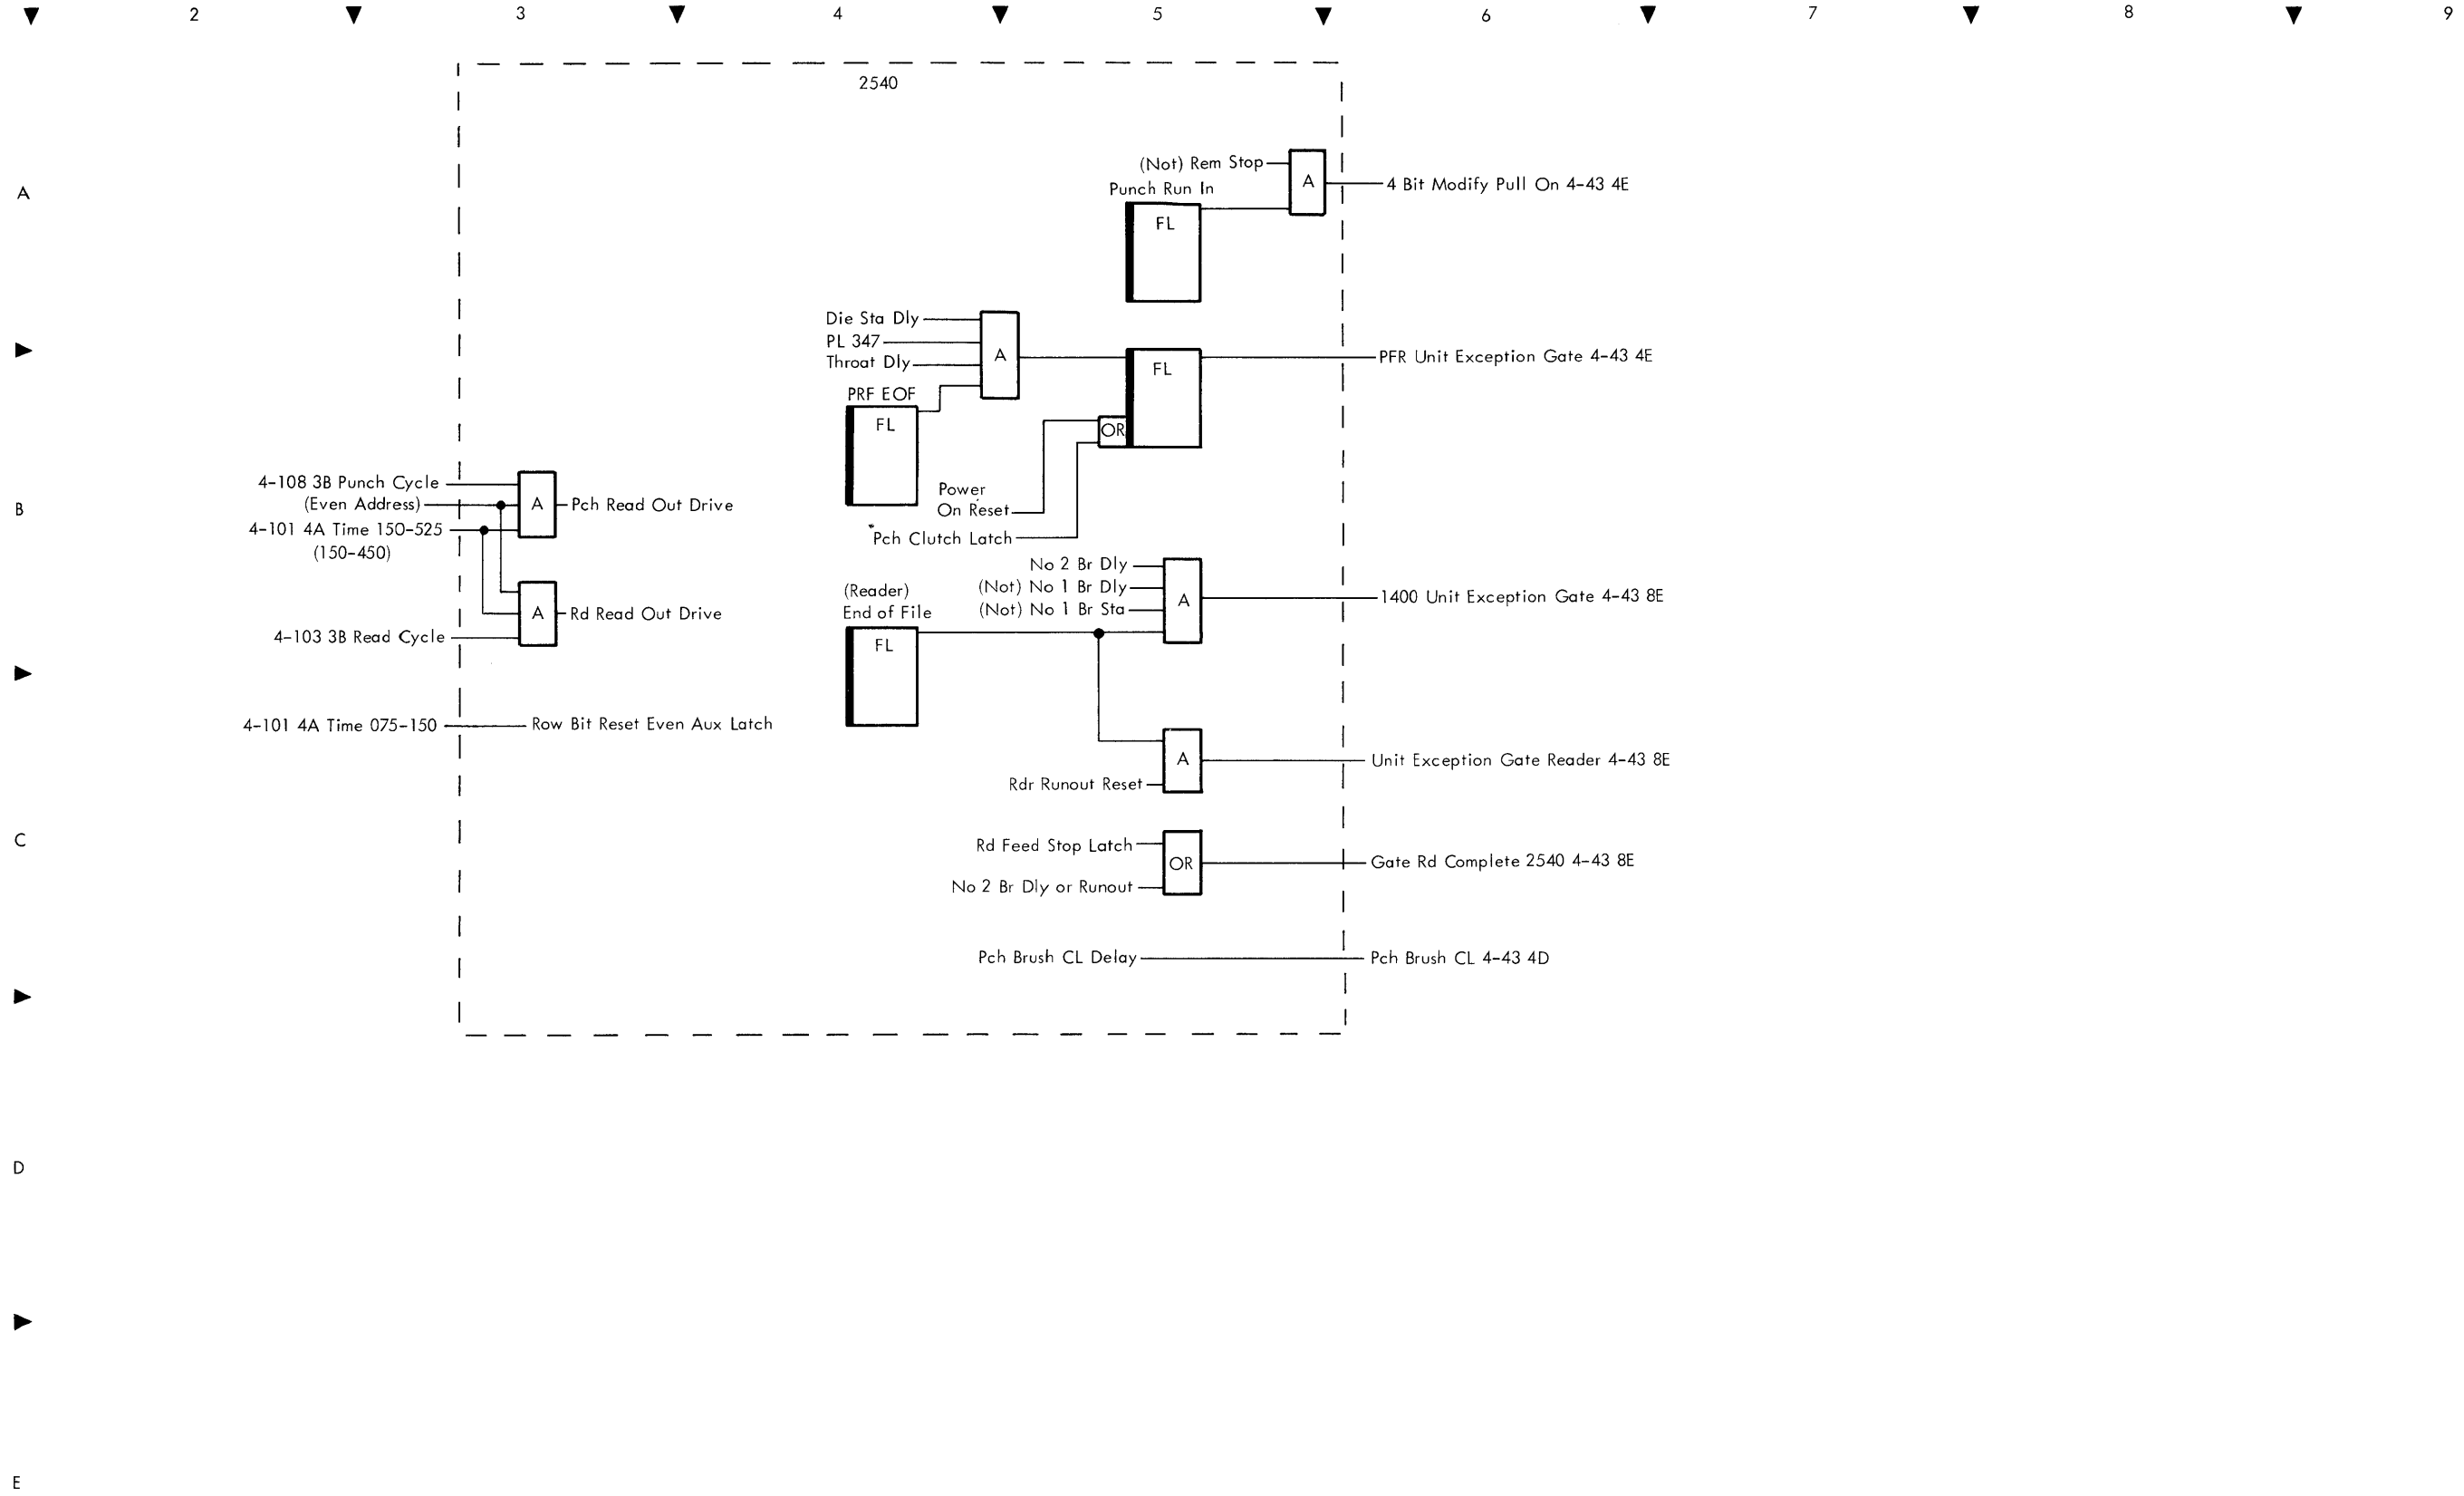 2 3 4 5 6 7 8 9
2540
(Not) Rem Stop
A
A
4 Bit Modify Pull On 4-43 4E
Punch Run In
FL
Die Sta Dly
PL 347
Throat Dly
A
PFR Unit Exception Gate 4-43 4E
FL
PRF EOF
FL
OR
4-108 3B Punch Cycle
(Even Address)
4-101 4A Time 150-525
(150-450)
A
Pch Read Out Drive
B
Power
On Reset
Pch Clutch Latch
No 2 Br Dly
(Not) No 1 Br Dly
(Not) No 1 Br Sta
A
1400 Unit Exception Gate 4-43 8E
(Reader)
End of File
FL
A
Rd Read Out Drive
4-103 3B Read Cycle
4-101 4A Time 075-150
Row Bit Reset Even Aux Latch
A
Unit Exception Gate Reader 4-43 8E
Rdr Runout Reset
C
Rd Feed Stop Latch
OR
Gate Rd Complete 2540 4-43 8E
No 2 Br Dly or Runout
Pch Brush CL Delay
Pch Brush CL 4-43 4D
D
E